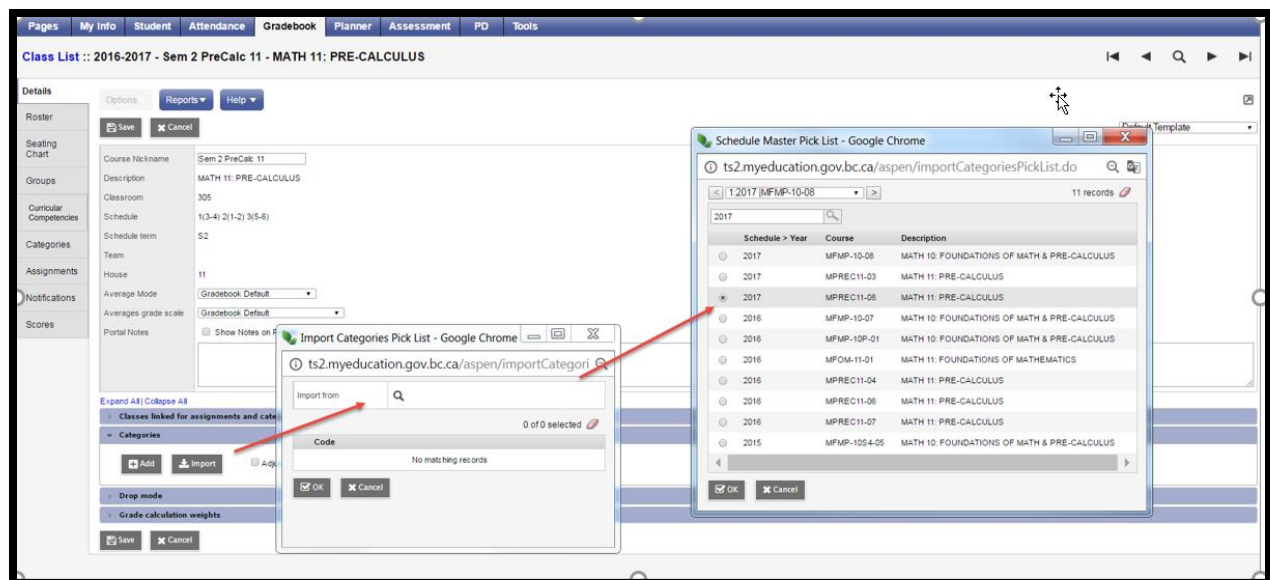 Pages My Info Student Attendance Gradebook Planner Assessment PD Tools
Class List :: 2016-2017 - Sem 2 PreCalc 11 - MATH 11: PRE-CALCULUS
Details
Roster
Seating
Chart
Groups
Curricular
Competencies
Categories
Assignments
Notifications
Scores
Options Reports Help
Save Cancel
Template
Course Nickname Sem 2 PreCalc 11
Description MATH 11: PRE-CALCULUS
Classroom 305
Schedule 1(3-4) 2(1-2) 3(5-6)
Schedule term S2
Team
House 11
Average Mode Gradebook Default
Averages grade scale Gradebook Default
Portal Notes Show Notes on
Expand All | Collapse All
Classes linked for assignments and
Categories
Add Import
Drop mode
Grade calculation weights
Save Cancel
Import Categories Pick List - Google Chrome
ts2.myeducation.gov.bc.ca/aspen/importCategori
Import from
0 of 0 selected
Code
No matching records
OK Cancel
Schedule Master Pick List - Google Chrome
ts2.myeducation.gov.bc.ca/aspen/importCategoriesPickList.do
< 1:2017 |MFMP-10-08 > 11 records
2017
Schedule > Year Course Description
2017 MFMP-10-08 MATH 10: FOUNDATIONS OF MATH & PRE-CALCULUS
2017 MPREC11-03 MATH 11: PRE-CALCULUS
2017 MPREC11-06 MATH 11: PRE-CALCULUS
2016 MFMP-10-07 MATH 10: FOUNDATIONS OF MATH & PRE-CALCULUS
2016 MFMP-10P-01 MATH 10: FOUNDATIONS OF MATH & PRE-CALCULUS
2016 MFOM-11-01 MATH 11: FOUNDATIONS OF MATHEMATICS
2016 MPREC11-04 MATH 11: PRE-CALCULUS
2016 MPREC11-06 MATH 11: PRE-CALCULUS
2016 MPREC11-07 MATH 11: PRE-CALCULUS
2015 MFMP-10S4-05 MATH 10: FOUNDATIONS OF MATH & PRE-CALCULUS
OK Cancel